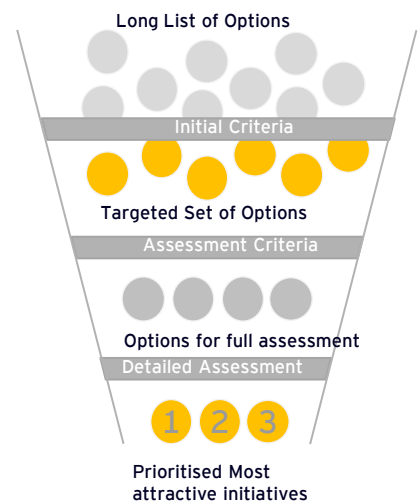 Long List of Options
Initial Criteria
Targeted Set of Options
Assessment Criteria
Options for full assessment
Detailed Assessment
1 2 3
Prioritised Most
attractive initiatives